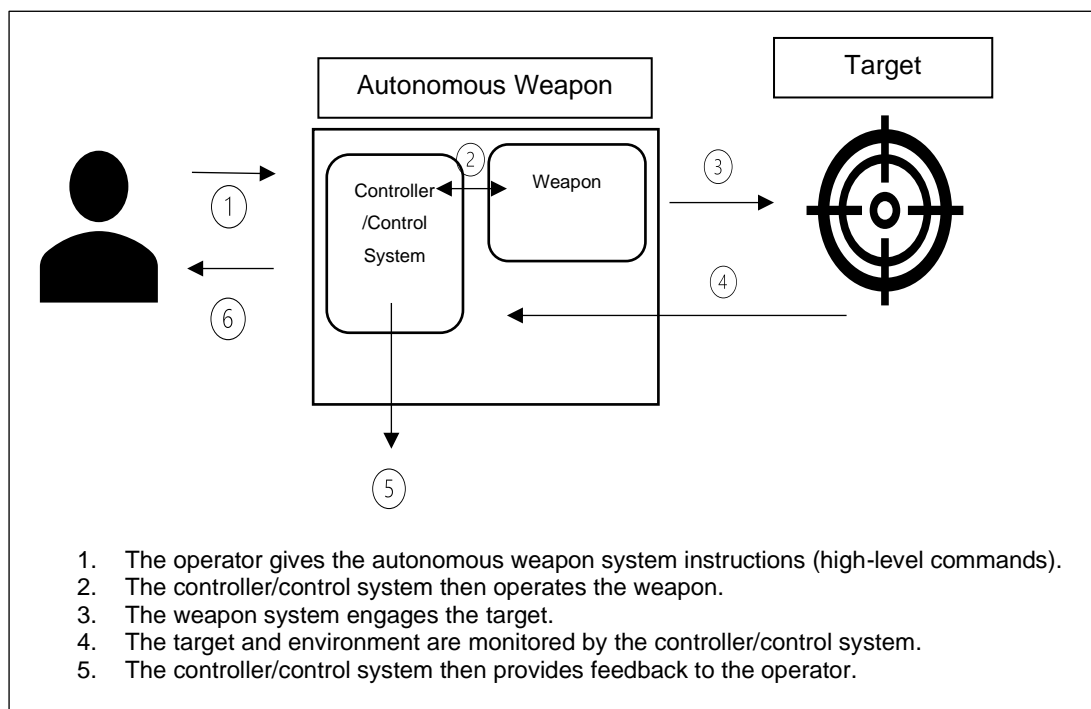 Autonomous Weapon
Target
1
2
3
4
5
6
Controller
/Control
System
Weapon
1. The operator gives the autonomous weapon system instructions (high-level commands).
2. The controller/control system then operates the weapon.
3. The weapon system engages the target.
4. The target and environment are monitored by the controller/control system.
5. The controller/control system then provides feedback to the operator.